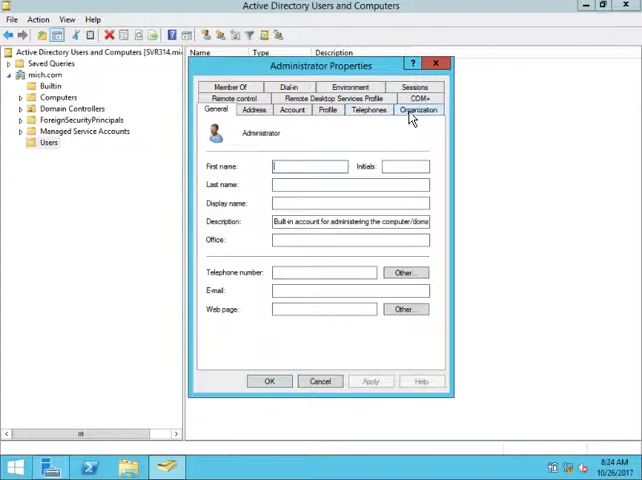 Active Directory Users and Computers
File Action View Help
Active Directory Users and Computers [SVR314.mi
Name Type Description
Saved Queries
mich.com
Builtin
Computers
Domain Controllers
ForeignSecurityPrincipals
Managed Service Accounts
Users
Administrator Properties
Member Of Dial-in Environment Sessions
Remote control Remote Desktop Services Profile COM+
General Address Account Profile Telephones Organization
Administrator
First name: Initials:
Last name:
Display name:
Description: Built-in account for administering the computer/doma
Office:
Telephone number: Other...
E-mail:
Web page: Other...
OK Cancel Apply Help
8:24 AM
10/26/2017